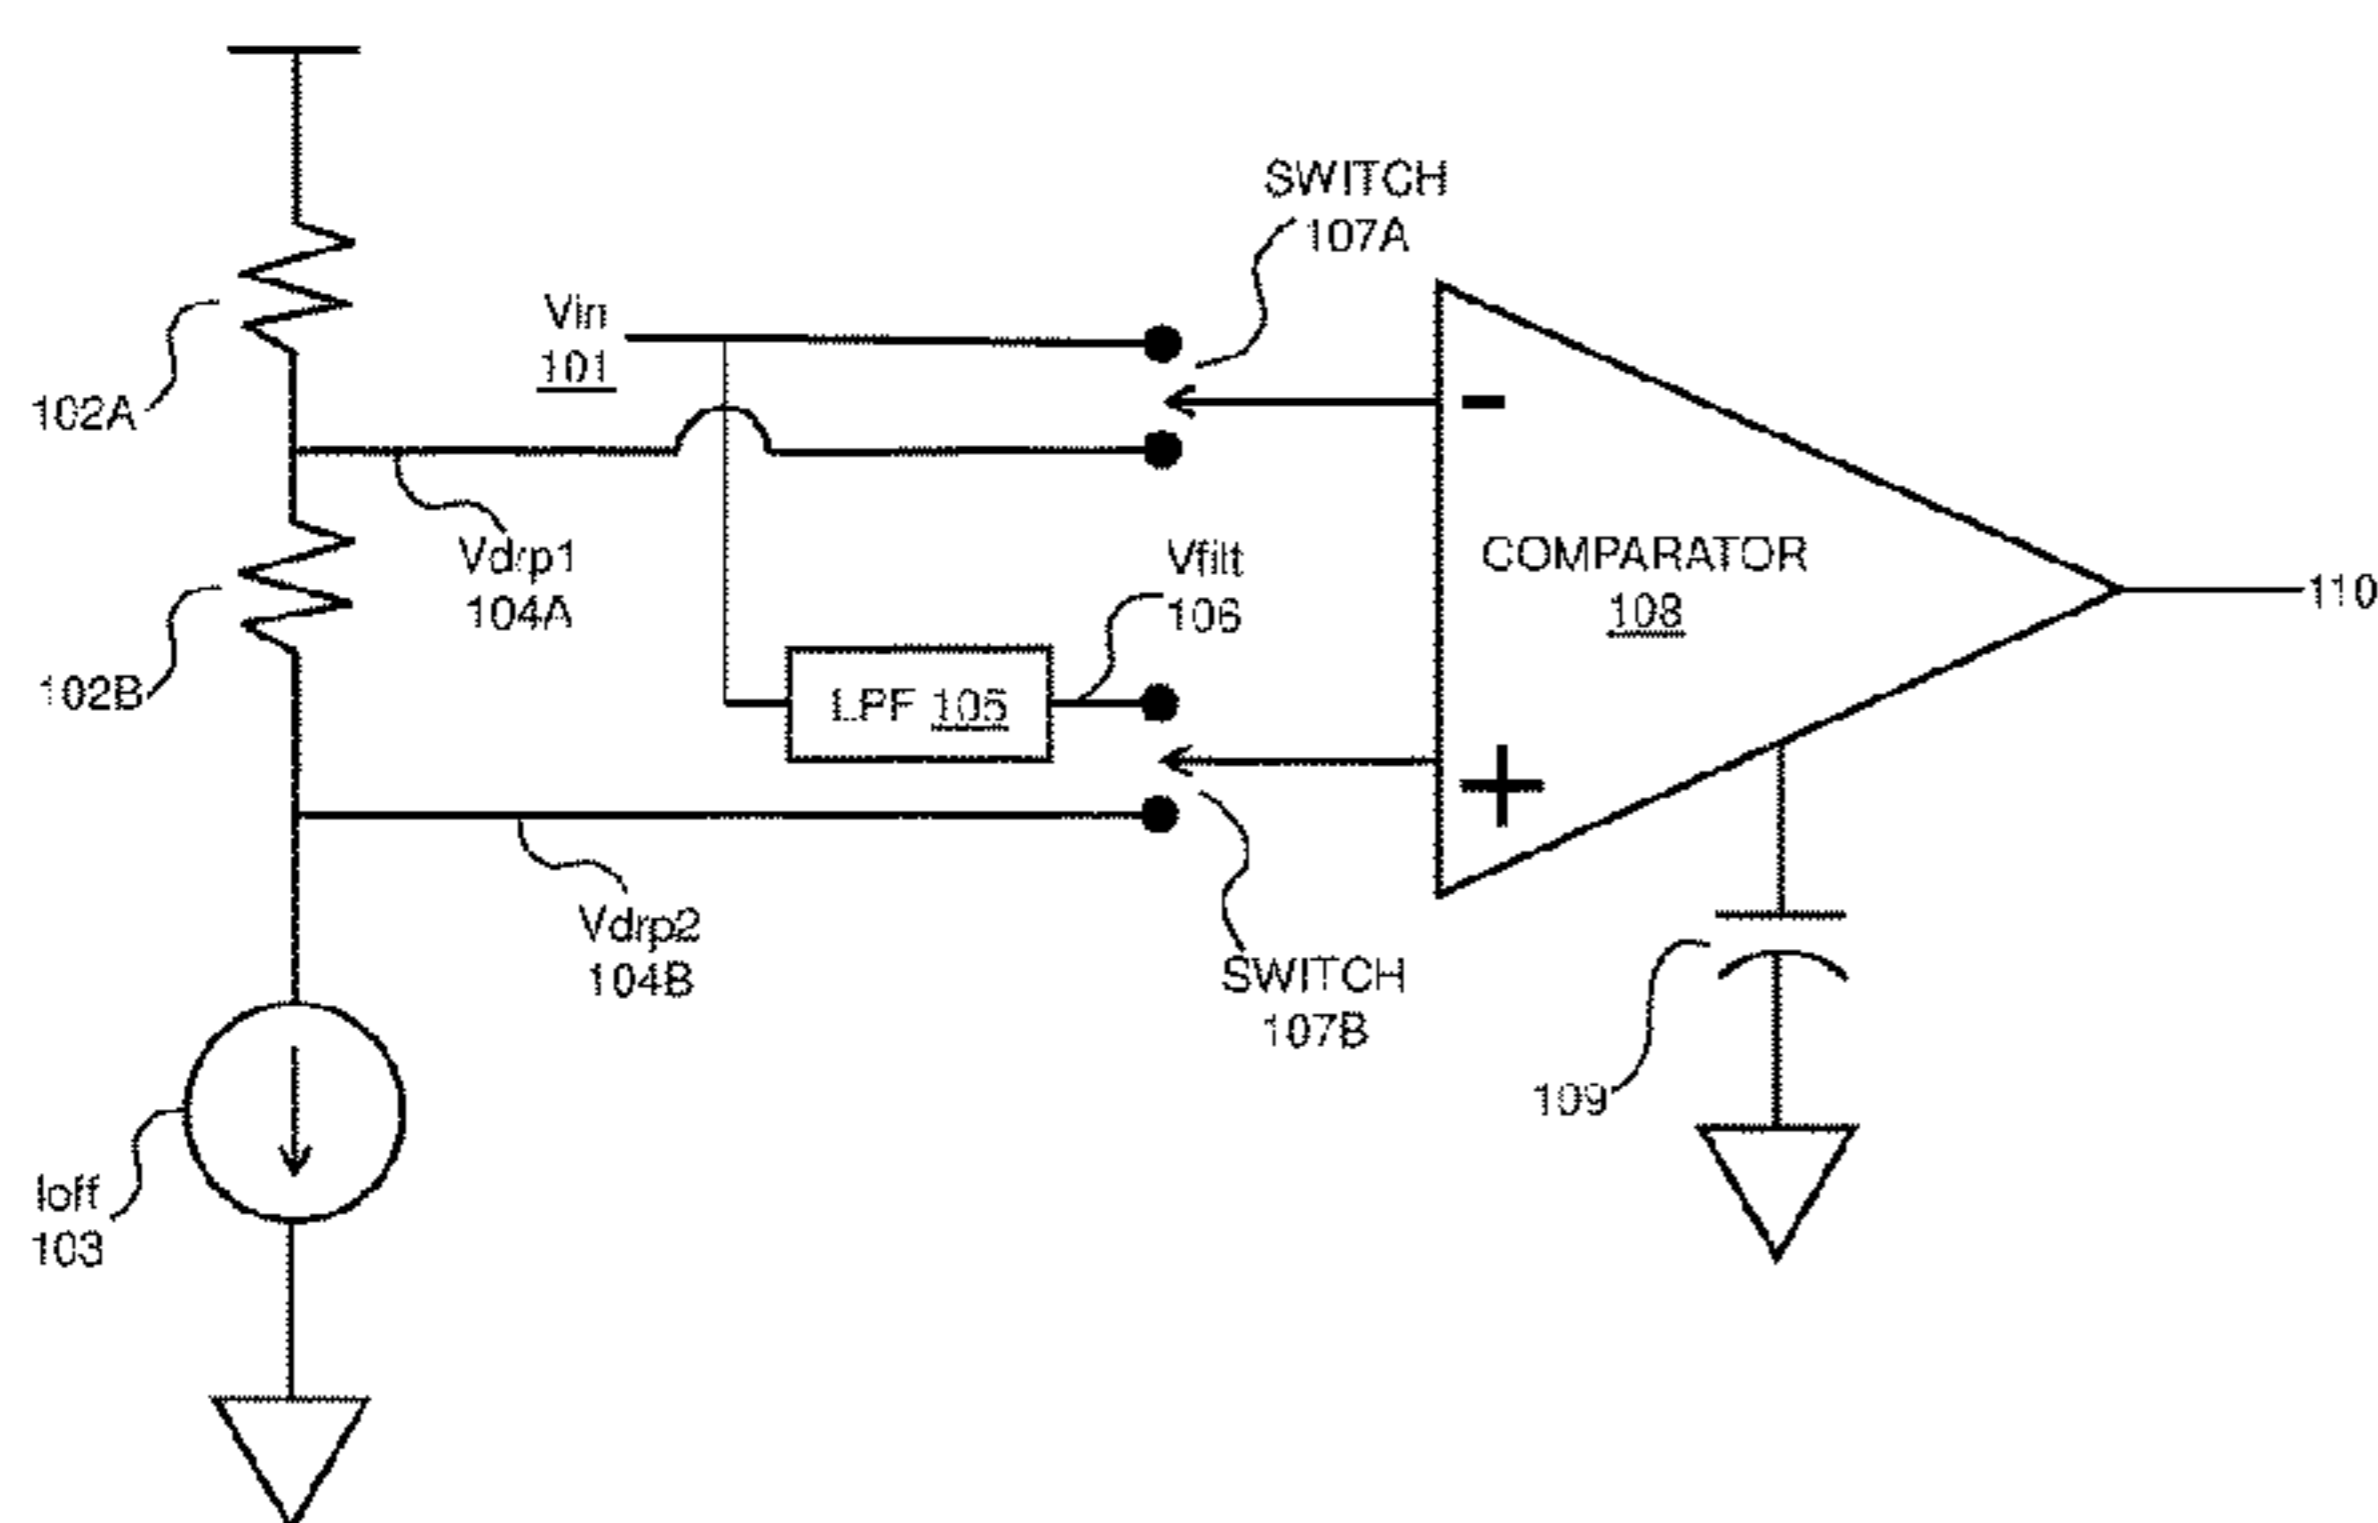 SWITCH
107A
Vin
101
102A
Vdrp1
104A
COMPARATOR
108
110
Vfilt
106
102B
LPF 105
Vdrp2
104B
SWITCH
107B
109
Ioff
103
-
+